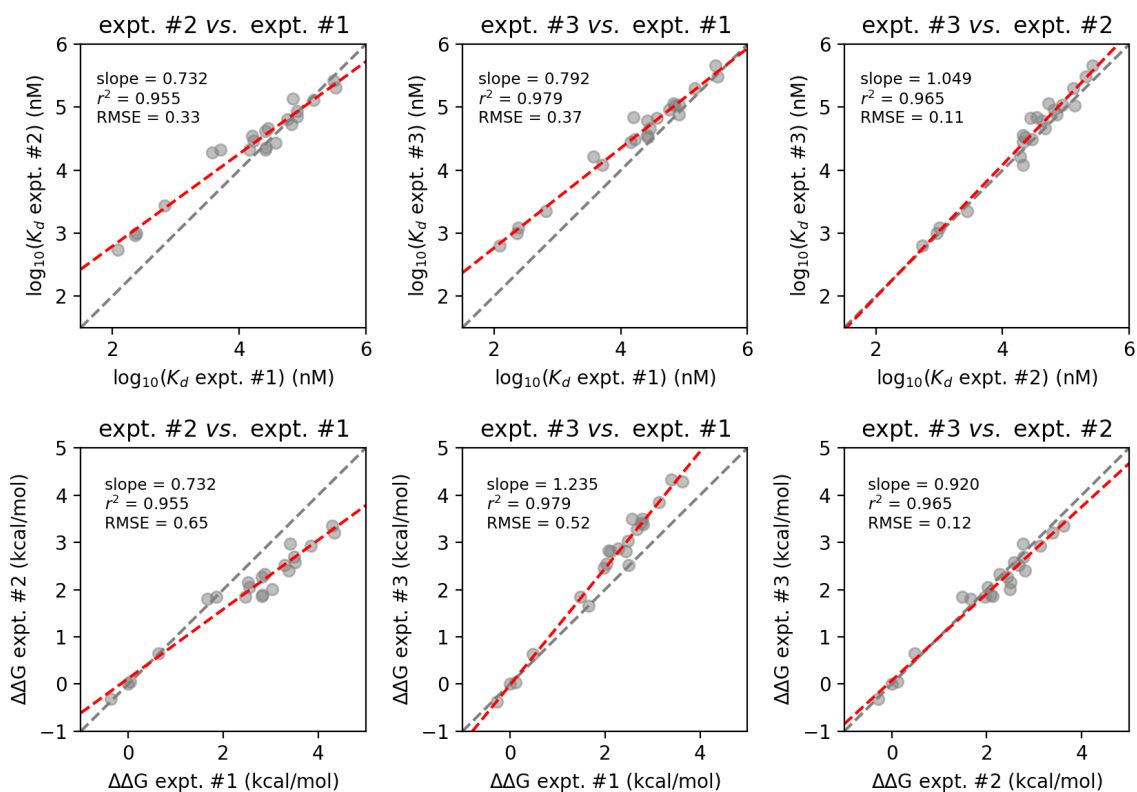 expt. #2 vs. expt. #1
6
5
4
3
2
slope = 0.732
r² = 0.955
RMSE = 0.33
log₁₀(K_d expt. #2) (nM)
2
4
6
log₁₀(K_d expt. #1) (nM)
expt. #3 vs. expt. #1
6
5
4
3
2
slope = 0.792
r² = 0.979
RMSE = 0.37
log₁₀(K_d expt. #3) (nM)
2
4
6
log₁₀(K_d expt. #1) (nM)
expt. #3 vs. expt. #2
6
5
4
3
2
slope = 1.049
r² = 0.965
RMSE = 0.11
log₁₀(K_d expt. #3) (nM)
2
4
6
log₁₀(K_d expt. #2) (nM)
expt. #2 vs. expt. #1
5
4
3
2
1
0
−1
slope = 0.732
r² = 0.955
RMSE = 0.65
ΔΔG expt. #2 (kcal/mol)
0
2
4
ΔΔG expt. #1 (kcal/mol)
expt. #3 vs. expt. #1
5
4
3
2
1
0
−1
slope = 1.235
r² = 0.979
RMSE = 0.52
ΔΔG expt. #3 (kcal/mol)
0
2
4
ΔΔG expt. #1 (kcal/mol)
expt. #3 vs. expt. #2
5
4
3
2
1
0
−1
slope = 0.920
r² = 0.965
RMSE = 0.12
ΔΔG expt. #3 (kcal/mol)
0
2
4
ΔΔG expt. #2 (kcal/mol)